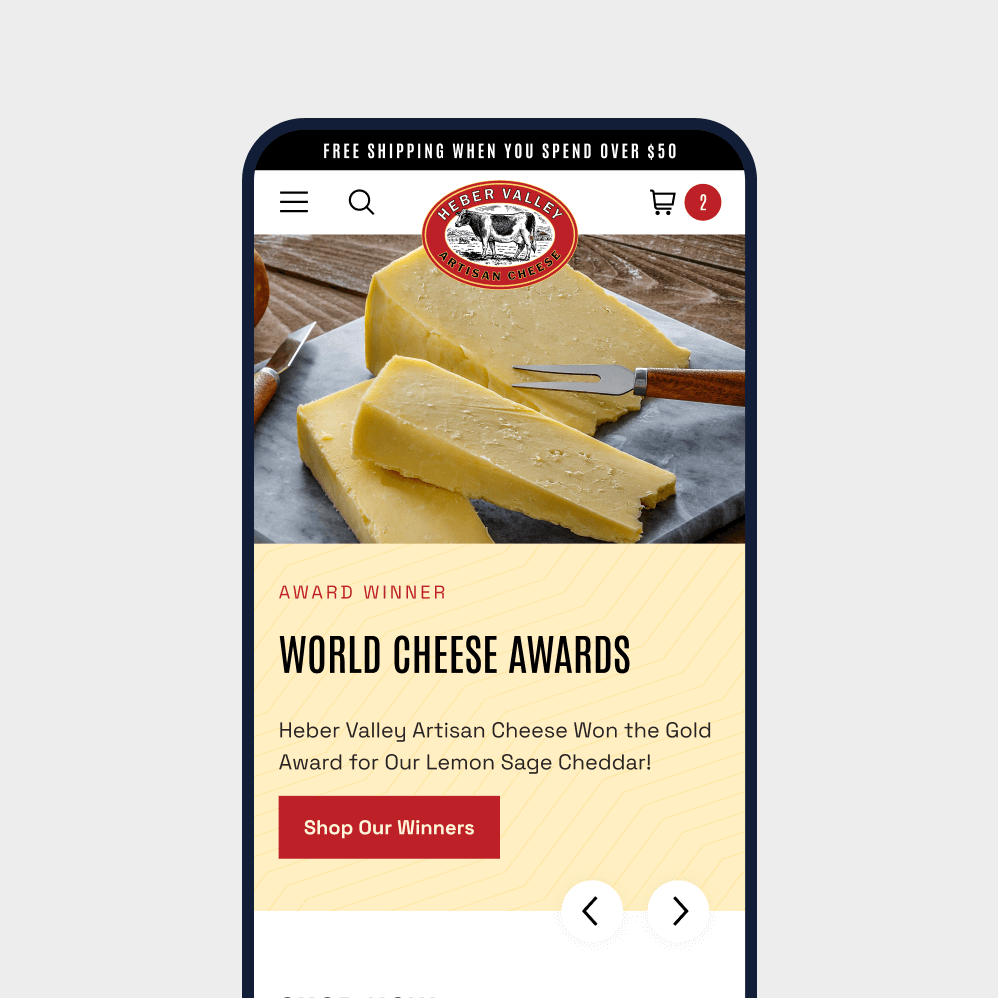 FREE SHIPPING WHEN YOU SPEND OVER $50
HEBER VALLEY
ARTISAN CHEESE
2
AWARD WINNER
WORLD CHEESE AWARDS
Heber Valley Artisan Cheese Won the Gold
Award for Our Lemon Sage Cheddar!
Shop Our Winners